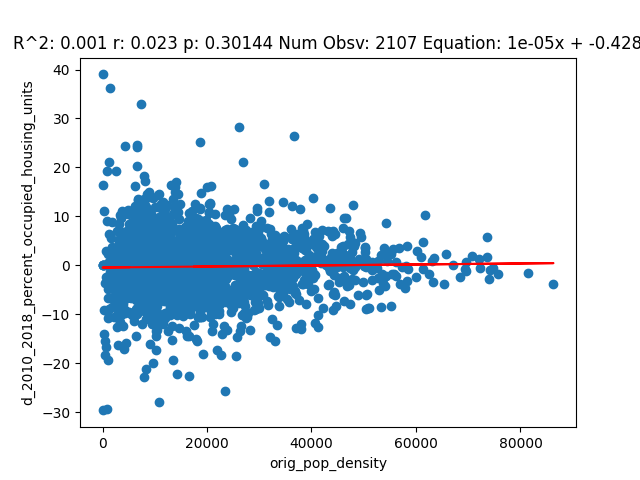 R^2: 0.001 r: 0.023 p: 0.30144 Num Obsv: 2107 Equation: 1e-05x + -0.428
d_2010_2018_percent_occupied_housing_units
40
30
20
10
0
−10
−20
−30
0 20000 40000 60000 80000
orig_pop_density